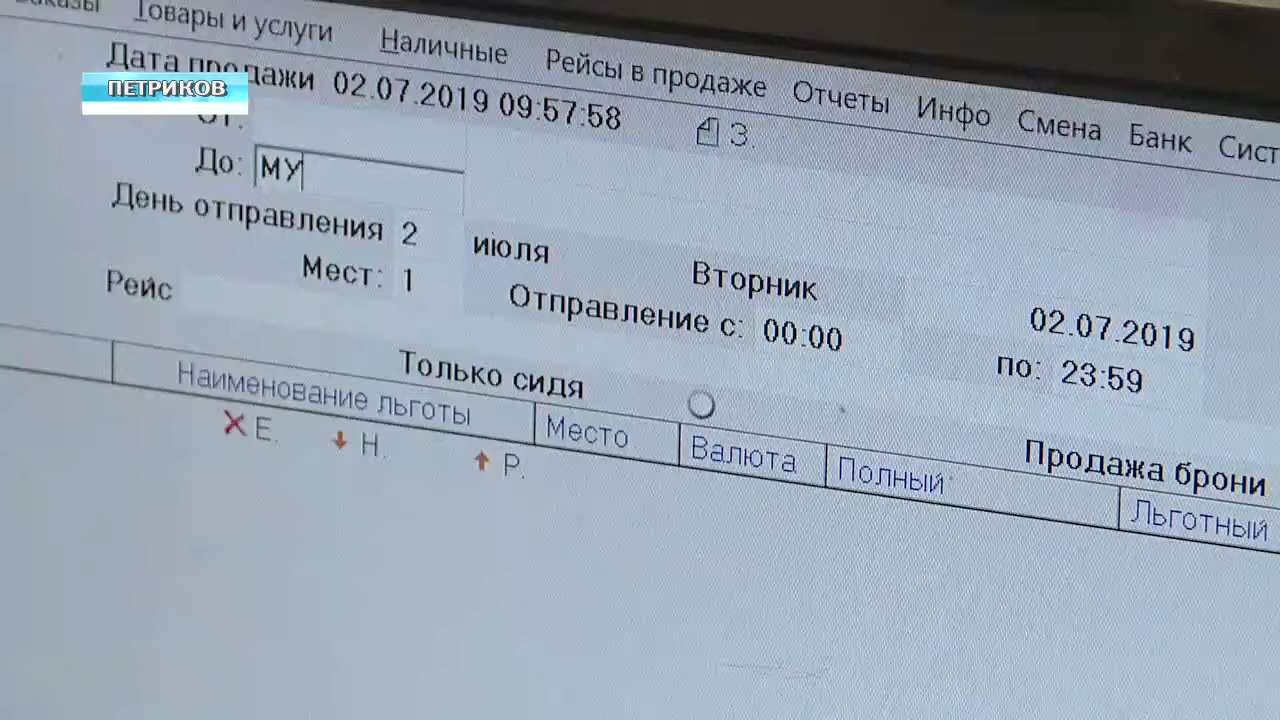 Товары и услуги Наличные Рейсы в продаже Отчеты Инфо Смена Банк
ПЕТРИКОВ
Дата продажи 02.07.2019 09:57:58 З.
От:
До: МУ
День отправления 2 июля Вторник 02.07.2019
Мест: 1 Отправление с: 00:00 по: 23:59
Рейс
Только сидя Продажа брони
Наименование льготы Место Валюта Полный Льготный
Е. Н. Р.